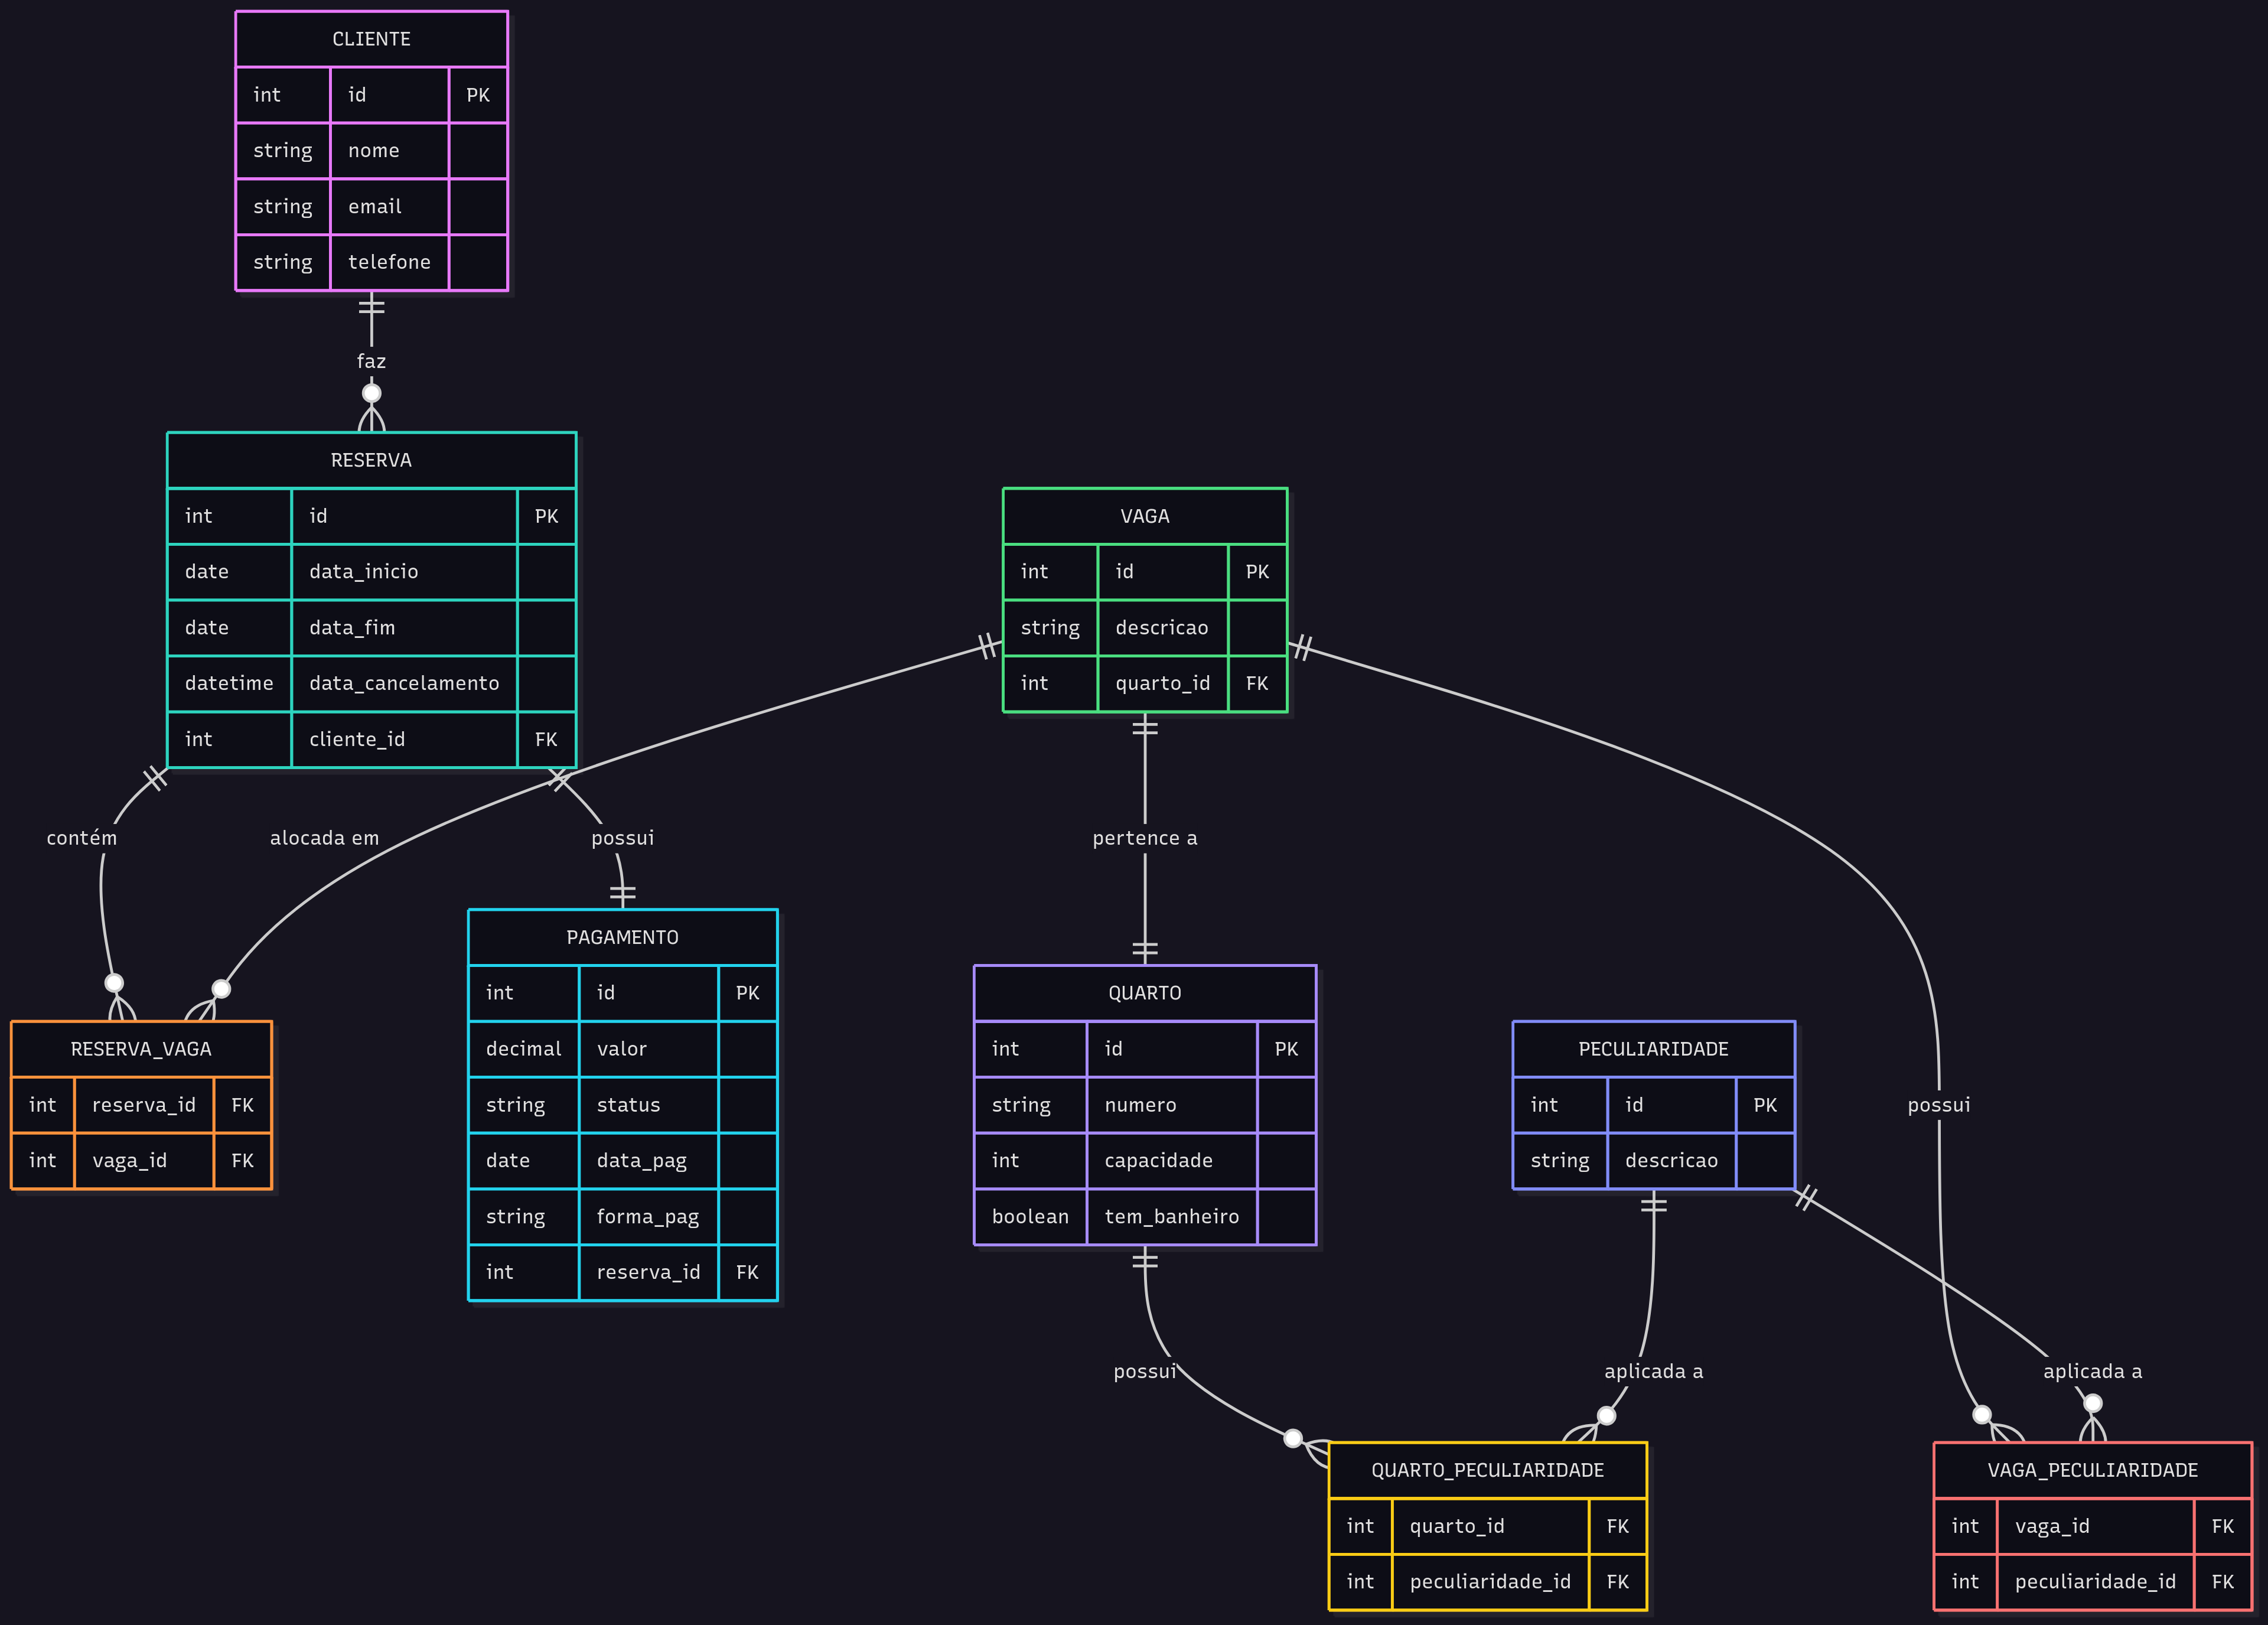 CLIENTE
int id PK
string nome
string email
string telefone
faz
RESERVA
int id PK
date data_inicio
date data_fim
datetime data_cancelamento
int cliente_id FK
VAGA
int id PK
string descricao
int quarto_id FK
contém
alocada em
possui
pertence a
PAGAMENTO
int id PK
decimal valor
string status
date data_pag
string forma_pag
int reserva_id FK
QUARTO
int id PK
string numero
int capacidade
boolean tem_banheiro
RESERVA_VAGA
int reserva_id FK
int vaga_id FK
PECULIARIDADE
int id PK
string descricao
possui
possui
aplicada a
aplicada a
QUARTO_PECULIARIDADE
int quarto_id FK
int peculiaridade_id FK
VAGA_PECULIARIDADE
int vaga_id FK
int peculiaridade_id FK